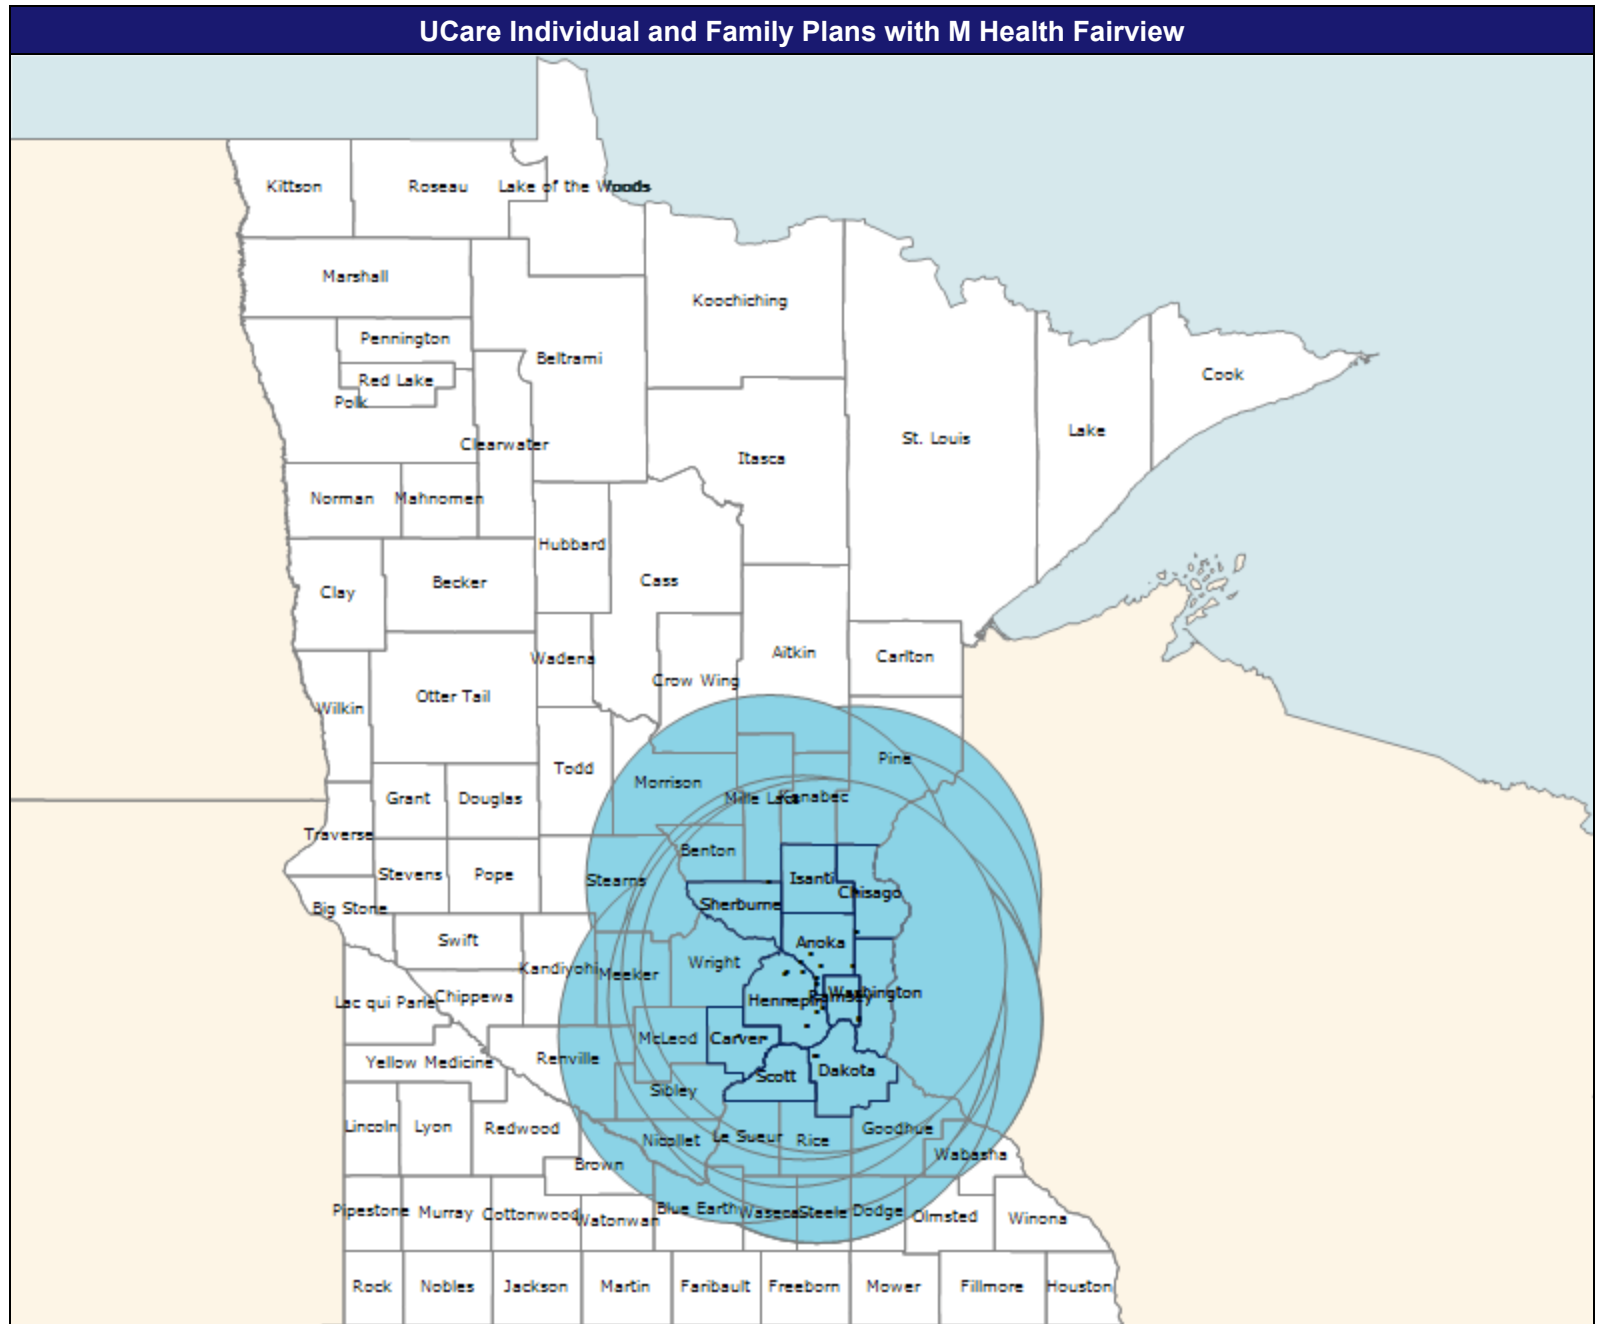 UCare Individual and Family Plans with M Health Fairview
Kittson
Roseau
Lake of the Woods
Marshall
Koochiching
Pennington
Beltrami
Red Lake
Polk
Cook
Clearwater
St. Louis
Lake
Itasca
Norman
Mahnomen
Hubbard
Cass
Clay
Becker
Wadena
Aitkin
Carlton
Crow Wing
Otter Tail
Wilkin
Pine
Todd
Morrison
Grant
Douglas
Mille Lacs
Kanabec
Traverse
Benton
Stevens
Pope
Stearns
Isanti
Chisago
Big Stone
Sherburne
Swift
Anoka
Kandiyohi
Meeker
Wright
Lac qui Parle
Chippewa
Hennepin
Ramsey
Washington
McLeod
Carver
Yellow Medicine
Renville
Scott
Dakota
Sibley
Lincoln
Lyon
Redwood
Nicollet
Le Sueur
Rice
Goodhue
Wabasha
Brown
Pipestone
Murray
Cottonwood
Watonwan
Blue Earth
Waseca
Steele
Dodge
Olmsted
Winona
Rock
Nobles
Jackson
Martin
Faribault
Freeborn
Mower
Fillmore
Houston